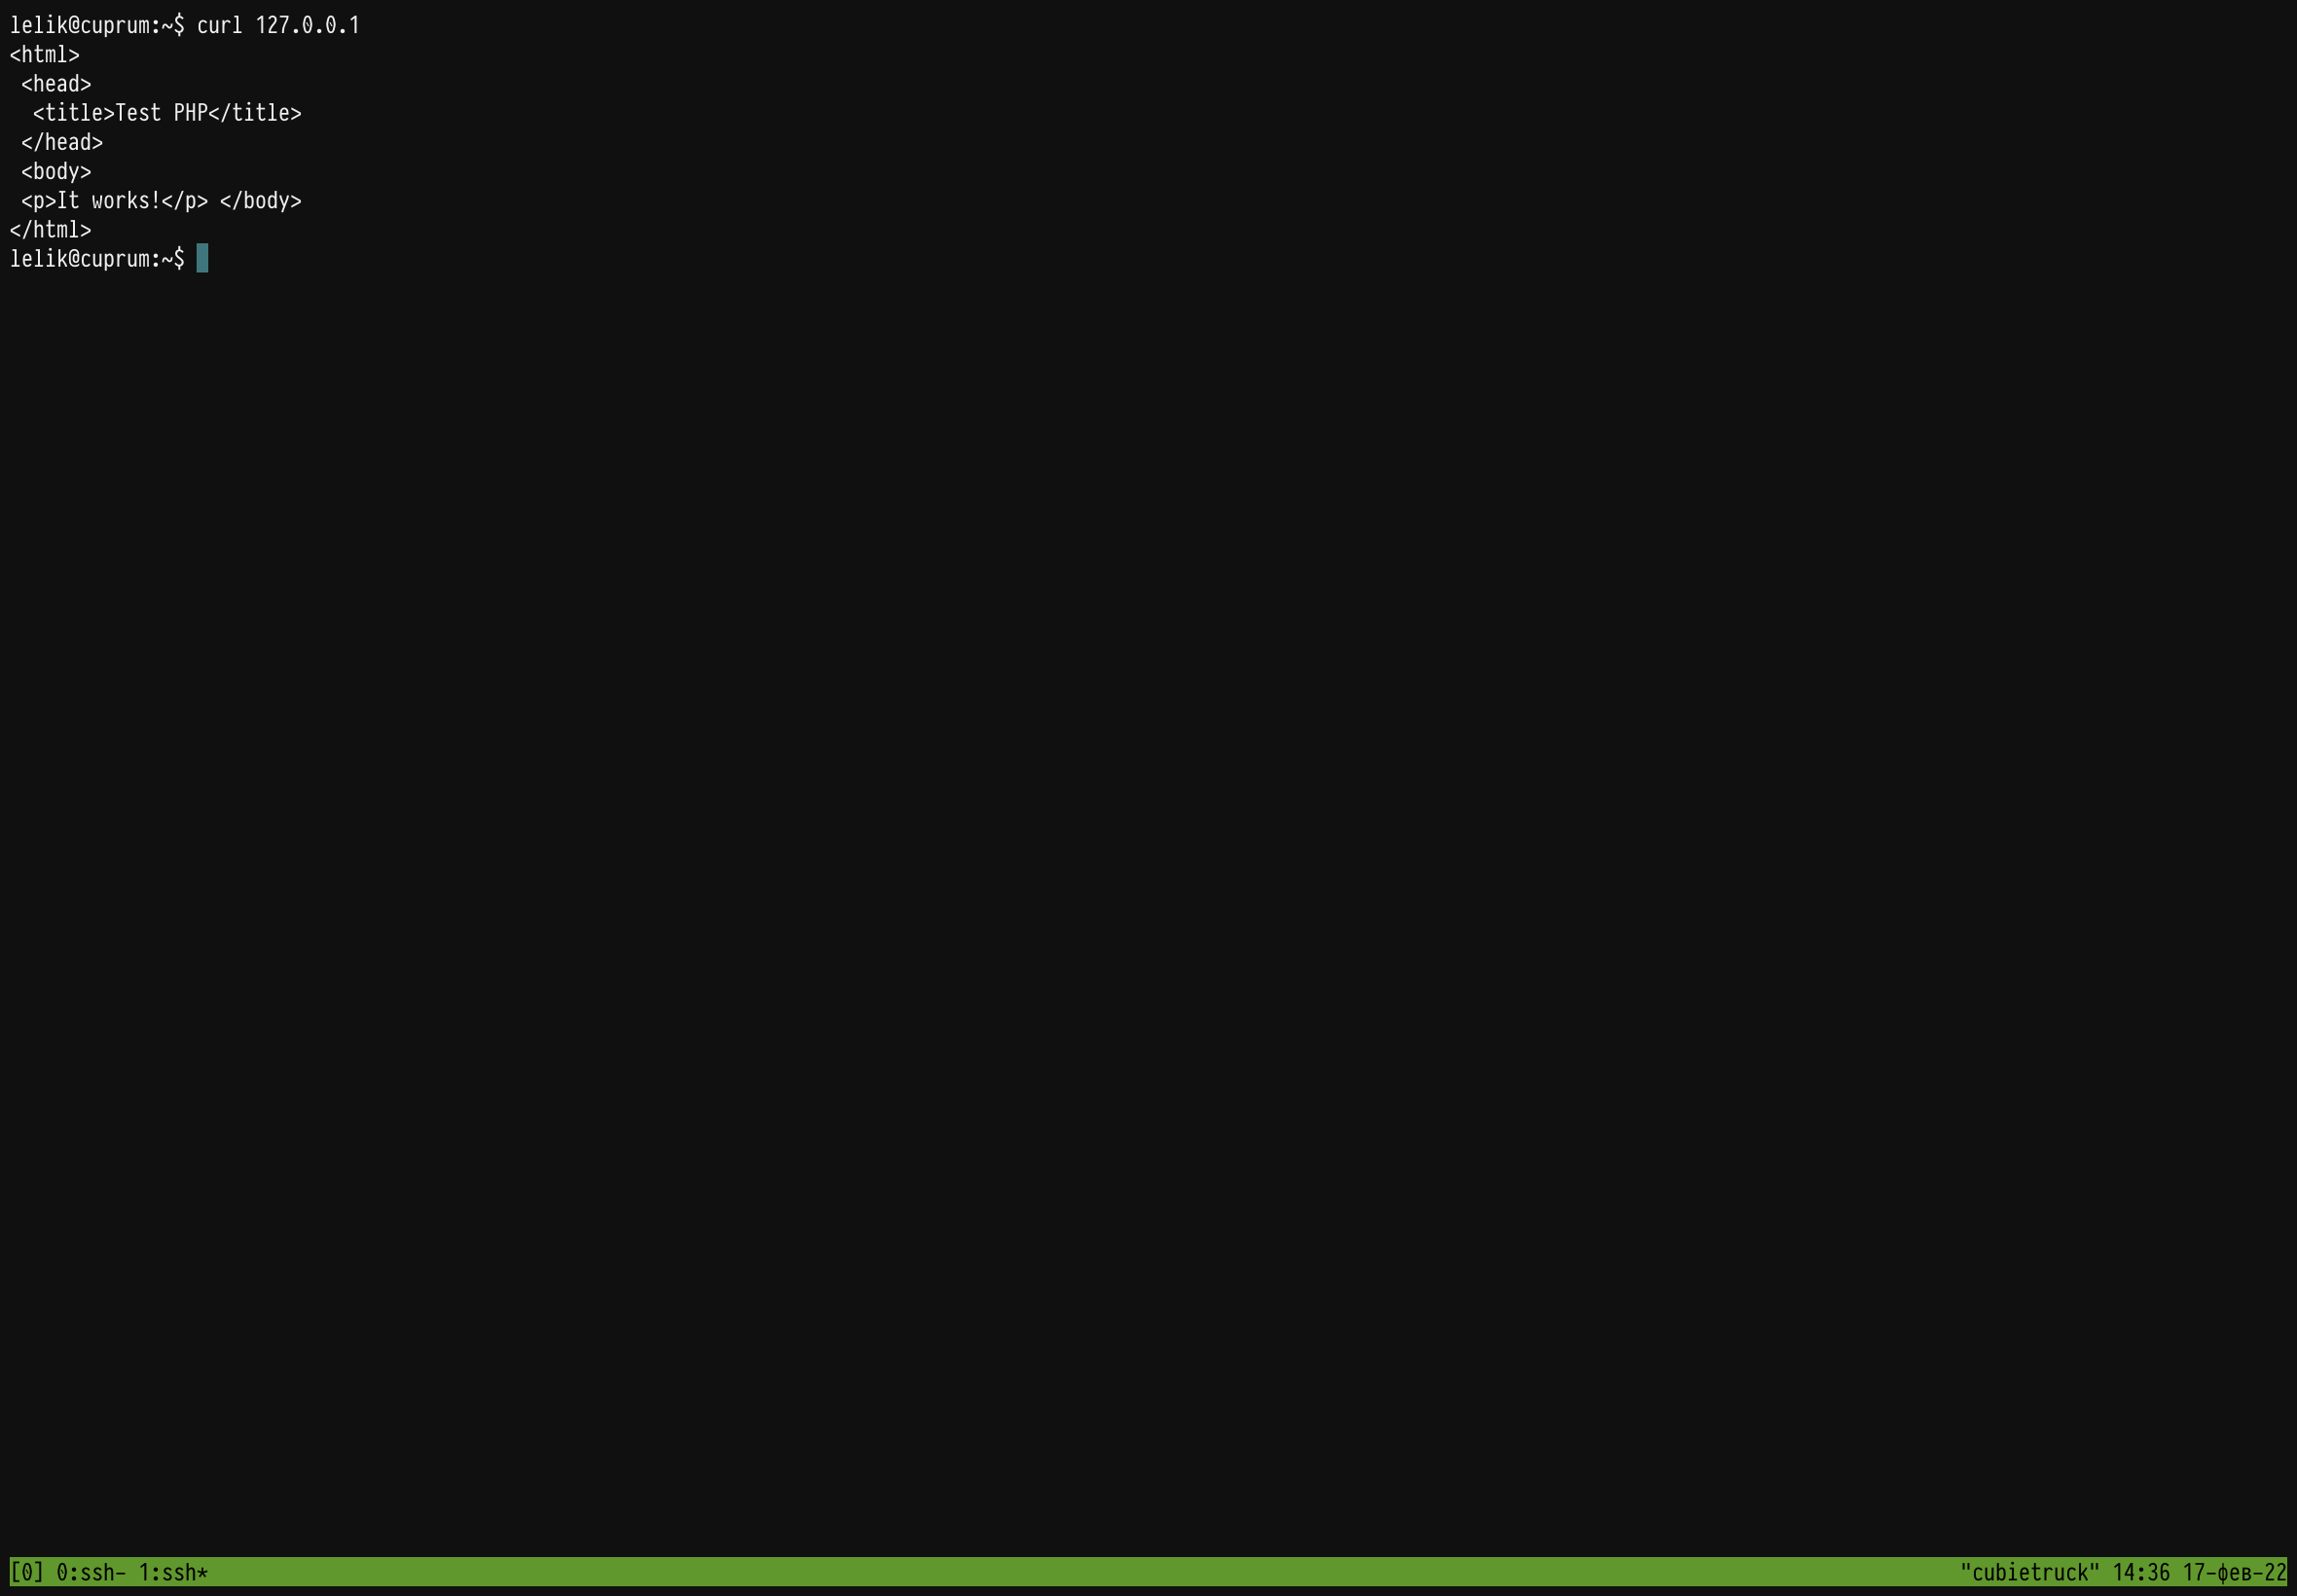 lelik@cuprum:~$ curl 127.0.0.1
<html>
 <head>
  <title>Test PHP</title>
 </head>
 <body>
 <p>It works!</p> </body>
</html>
lelik@cuprum:~$
[0] 0:ssh- 1:ssh* "cubietruck" 14:36 17-фев-22